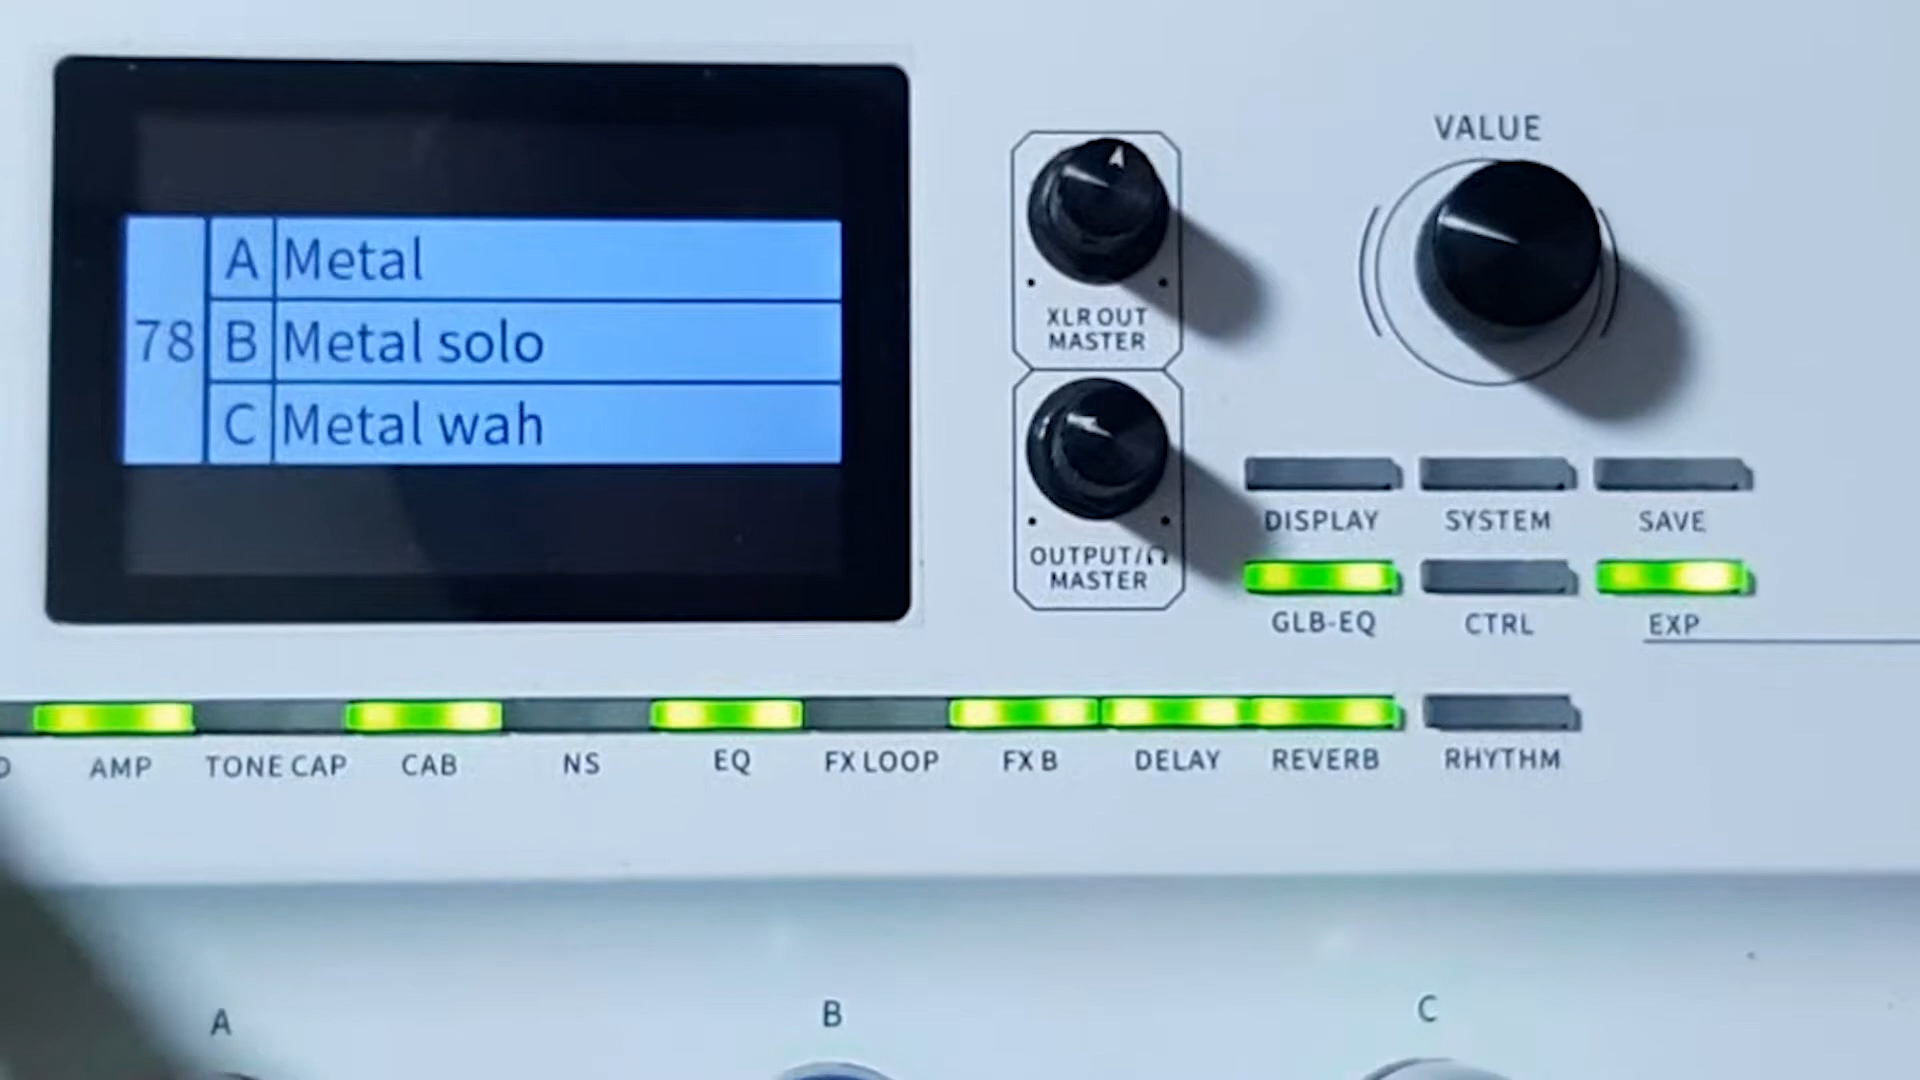 VALUE
78
A Metal
B Metal solo
C Metal wah
XLR OUT
MASTER
OUTPUT/
MASTER
DISPLAY SYSTEM SAVE
GLB-EQ CTRL EXP
AMP TONE CAP CAB NS EQ FX LOOP FX B DELAY REVERB RHYTHM
A B C